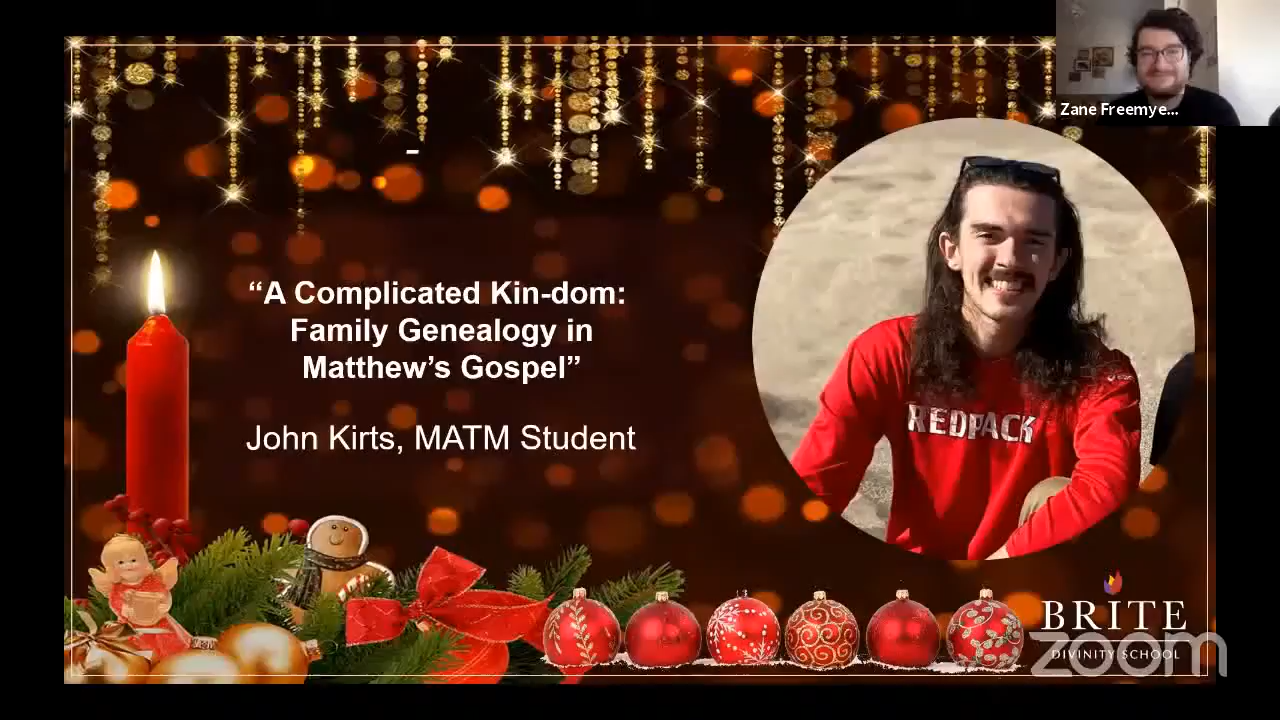 Zane Freemye...
-
“A Complicated Kin-dom:
Family Genealogy in
Matthew’s Gospel”
John Kirts, MATM Student
REDPACK
BRITE
DIVINITY SCHOOL
zoom